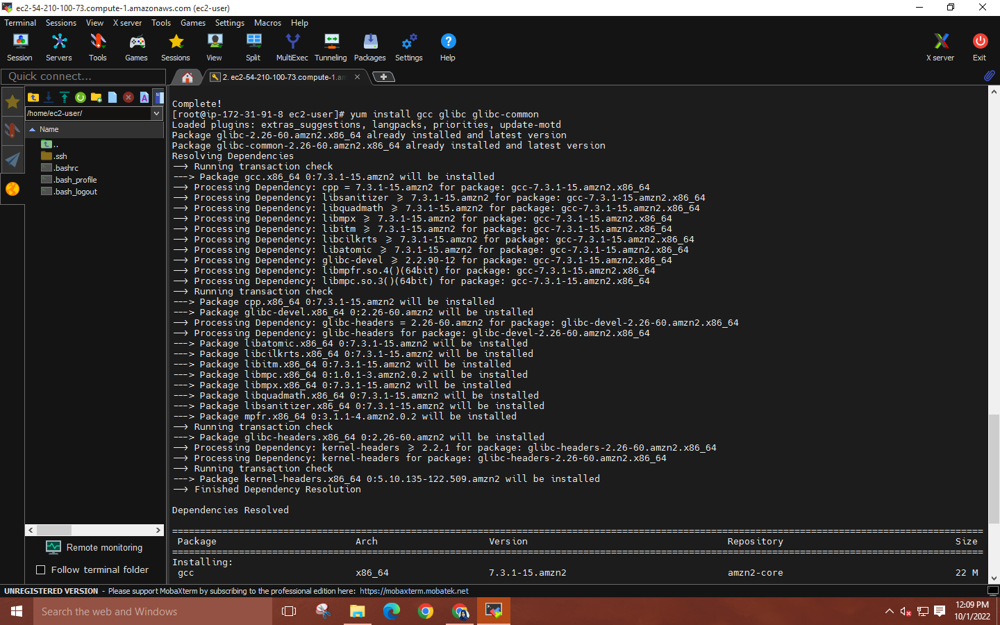 ec2-54-210-100-73.compute-1.amazonaws.com (ec2-user)
Terminal Sessions View X server Tools Games Settings Macros Help
Session Servers Tools Games Sessions View Split MultiExec Tunneling Packages Settings Help X server Exit
Quick connect...
2. ec2-54-210-100-73.compute-1.am
/home/ec2-user/
Name
..
.ssh
.bashrc
.bash_profile
.bash_logout
Remote monitoring
Follow terminal folder
Complete!
[root@ip-172-31-91-8 ec2-user]# yum install gcc glibc glibc-common
Loaded plugins: extras_suggestions, langpacks, priorities, update-motd
Package glibc-2.26-60.amzn2.x86_64 already installed and latest version
Package glibc-common-2.26-60.amzn2.x86_64 already installed and latest version
Resolving Dependencies
--> Running transaction check
---> Package gcc.x86_64 0:7.3.1-15.amzn2 will be installed
--> Processing Dependency: cpp = 7.3.1-15.amzn2 for package: gcc-7.3.1-15.amzn2.x86_64
--> Processing Dependency: libsanitizer >= 7.3.1-15.amzn2 for package: gcc-7.3.1-15.amzn2.x86_64
--> Processing Dependency: libquadmath >= 7.3.1-15.amzn2 for package: gcc-7.3.1-15.amzn2.x86_64
--> Processing Dependency: libmpx >= 7.3.1-15.amzn2 for package: gcc-7.3.1-15.amzn2.x86_64
--> Processing Dependency: libitm >= 7.3.1-15.amzn2 for package: gcc-7.3.1-15.amzn2.x86_64
--> Processing Dependency: libcilkrts >= 7.3.1-15.amzn2 for package: gcc-7.3.1-15.amzn2.x86_64
--> Processing Dependency: libatomic >= 7.3.1-15.amzn2 for package: gcc-7.3.1-15.amzn2.x86_64
--> Processing Dependency: glibc-devel >= 2.2.90-12 for package: gcc-7.3.1-15.amzn2.x86_64
--> Processing Dependency: libmpfr.so.4()(64bit) for package: gcc-7.3.1-15.amzn2.x86_64
--> Processing Dependency: libmpc.so.3()(64bit) for package: gcc-7.3.1-15.amzn2.x86_64
--> Running transaction check
---> Package cpp.x86_64 0:7.3.1-15.amzn2 will be installed
---> Package glibc-devel.x86_64 0:2.26-60.amzn2 will be installed
--> Processing Dependency: glibc-headers = 2.26-60.amzn2 for package: glibc-devel-2.26-60.amzn2.x86_64
--> Processing Dependency: glibc-headers for package: glibc-devel-2.26-60.amzn2.x86_64
---> Package libatomic.x86_64 0:7.3.1-15.amzn2 will be installed
---> Package libcilkrts.x86_64 0:7.3.1-15.amzn2 will be installed
---> Package libitm.x86_64 0:7.3.1-15.amzn2 will be installed
---> Package libmpc.x86_64 0:1.0.1-3.amzn2.0.2 will be installed
---> Package libmpx.x86_64 0:7.3.1-15.amzn2 will be installed
---> Package libquadmath.x86_64 0:7.3.1-15.amzn2 will be installed
---> Package libsanitizer.x86_64 0:7.3.1-15.amzn2 will be installed
---> Package mpfr.x86_64 0:3.1.1-4.amzn2.0.2 will be installed
--> Running transaction check
---> Package glibc-headers.x86_64 0:2.26-60.amzn2 will be installed
--> Processing Dependency: kernel-headers >= 2.2.1 for package: glibc-headers-2.26-60.amzn2.x86_64
--> Processing Dependency: kernel-headers for package: glibc-headers-2.26-60.amzn2.x86_64
--> Running transaction check
---> Package kernel-headers.x86_64 0:5.10.135-122.509.amzn2 will be installed
--> Finished Dependency Resolution
Dependencies Resolved
Package Arch Version Repository Size
Installing:
gcc x86_64 7.3.1-15.amzn2 amzn2-core 22 M
UNREGISTERED VERSION - Please support MobaXterm by subscribing to the professional edition here: https://mobaxterm.mobatek.net
Search the web and Windows
12:09 PM
10/1/2022